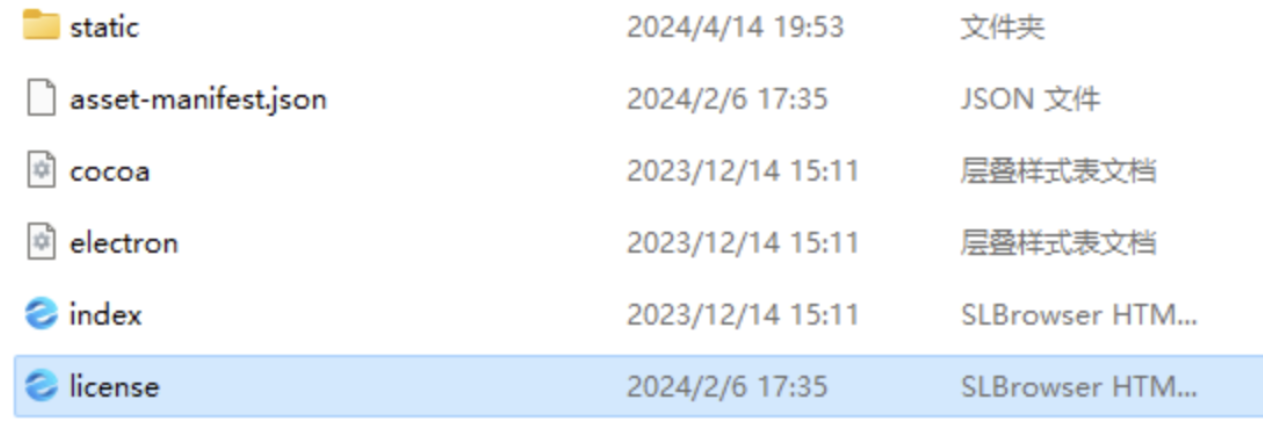 static 2024/4/14 19:53 文件夹
asset-manifest.json 2024/2/6 17:35 JSON 文件
cocoa 2023/12/14 15:11 层叠样式表文档
electron 2023/12/14 15:11 层叠样式表文档
index 2023/12/14 15:11 SLBrowser HTM...
license 2024/2/6 17:35 SLBrowser HTM...